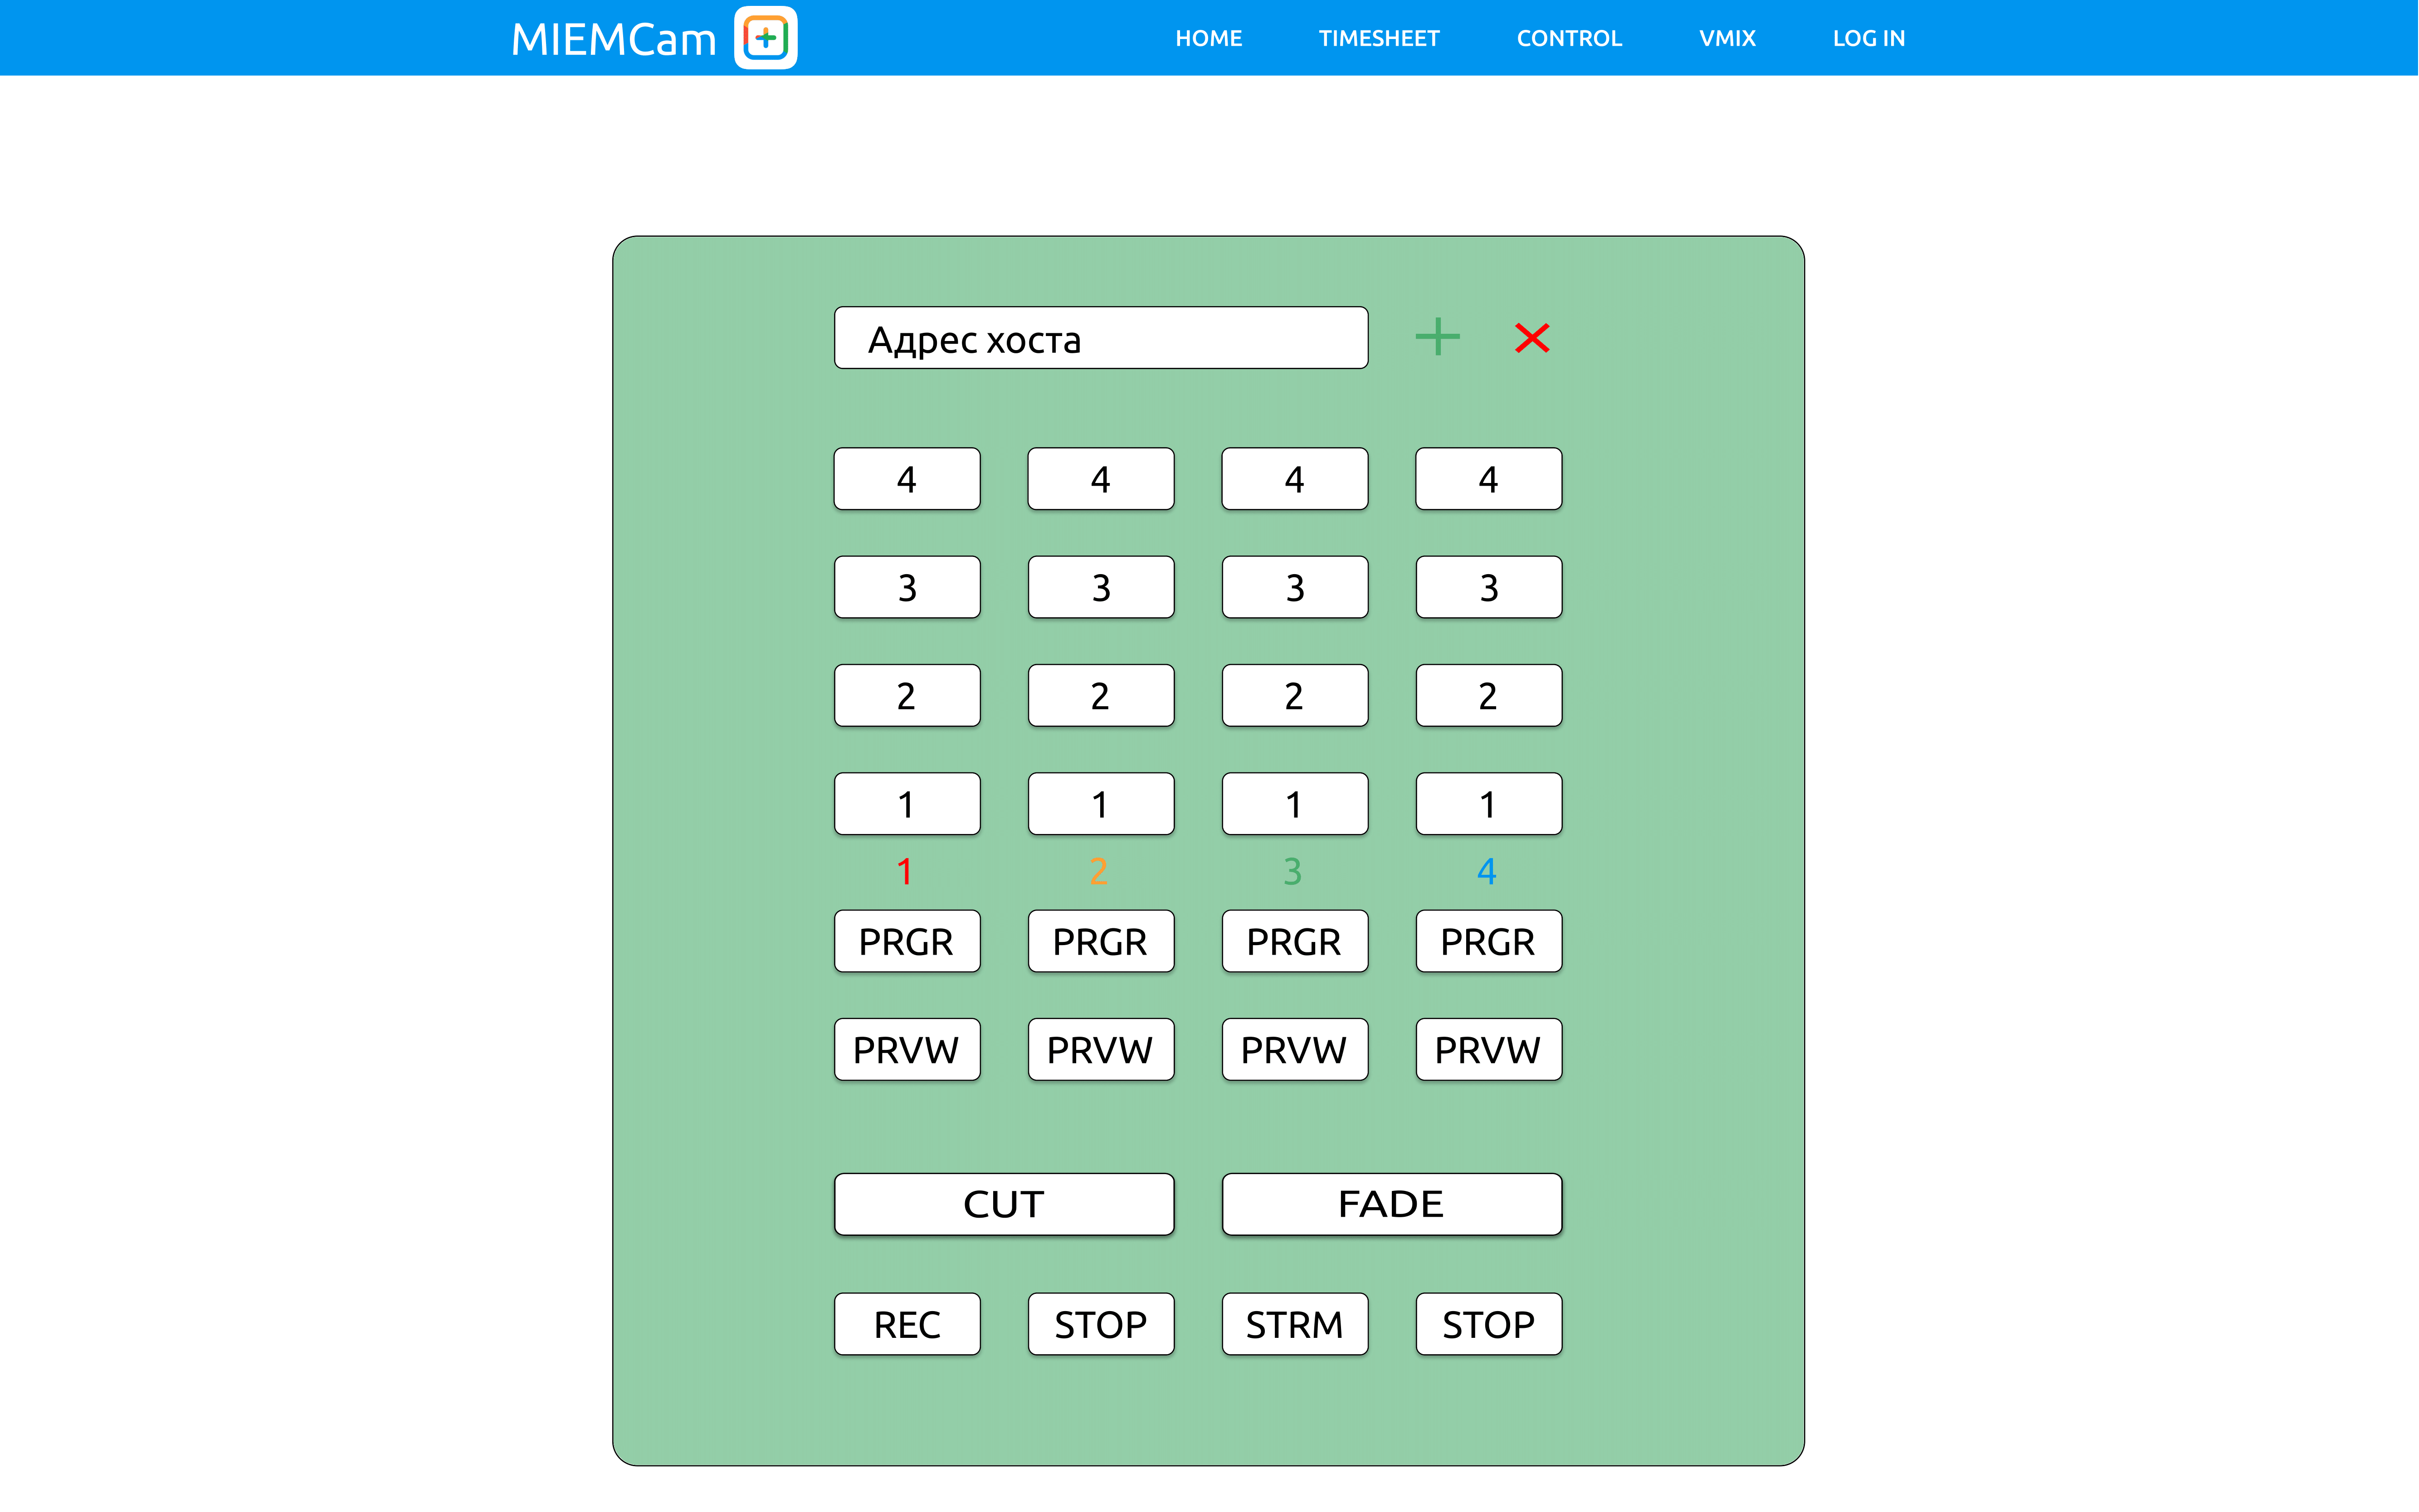 MIEMCam HOME TIMESHEET CONTROL VMIX LOG IN
Адрес хоста
4 4 4 4
3 3 3 3
2 2 2 2
1 1 1 1
1 2 3 4
PRGR PRGR PRGR PRGR
PRVW PRVW PRVW PRVW
CUT FADE
REC STOP STRM STOP